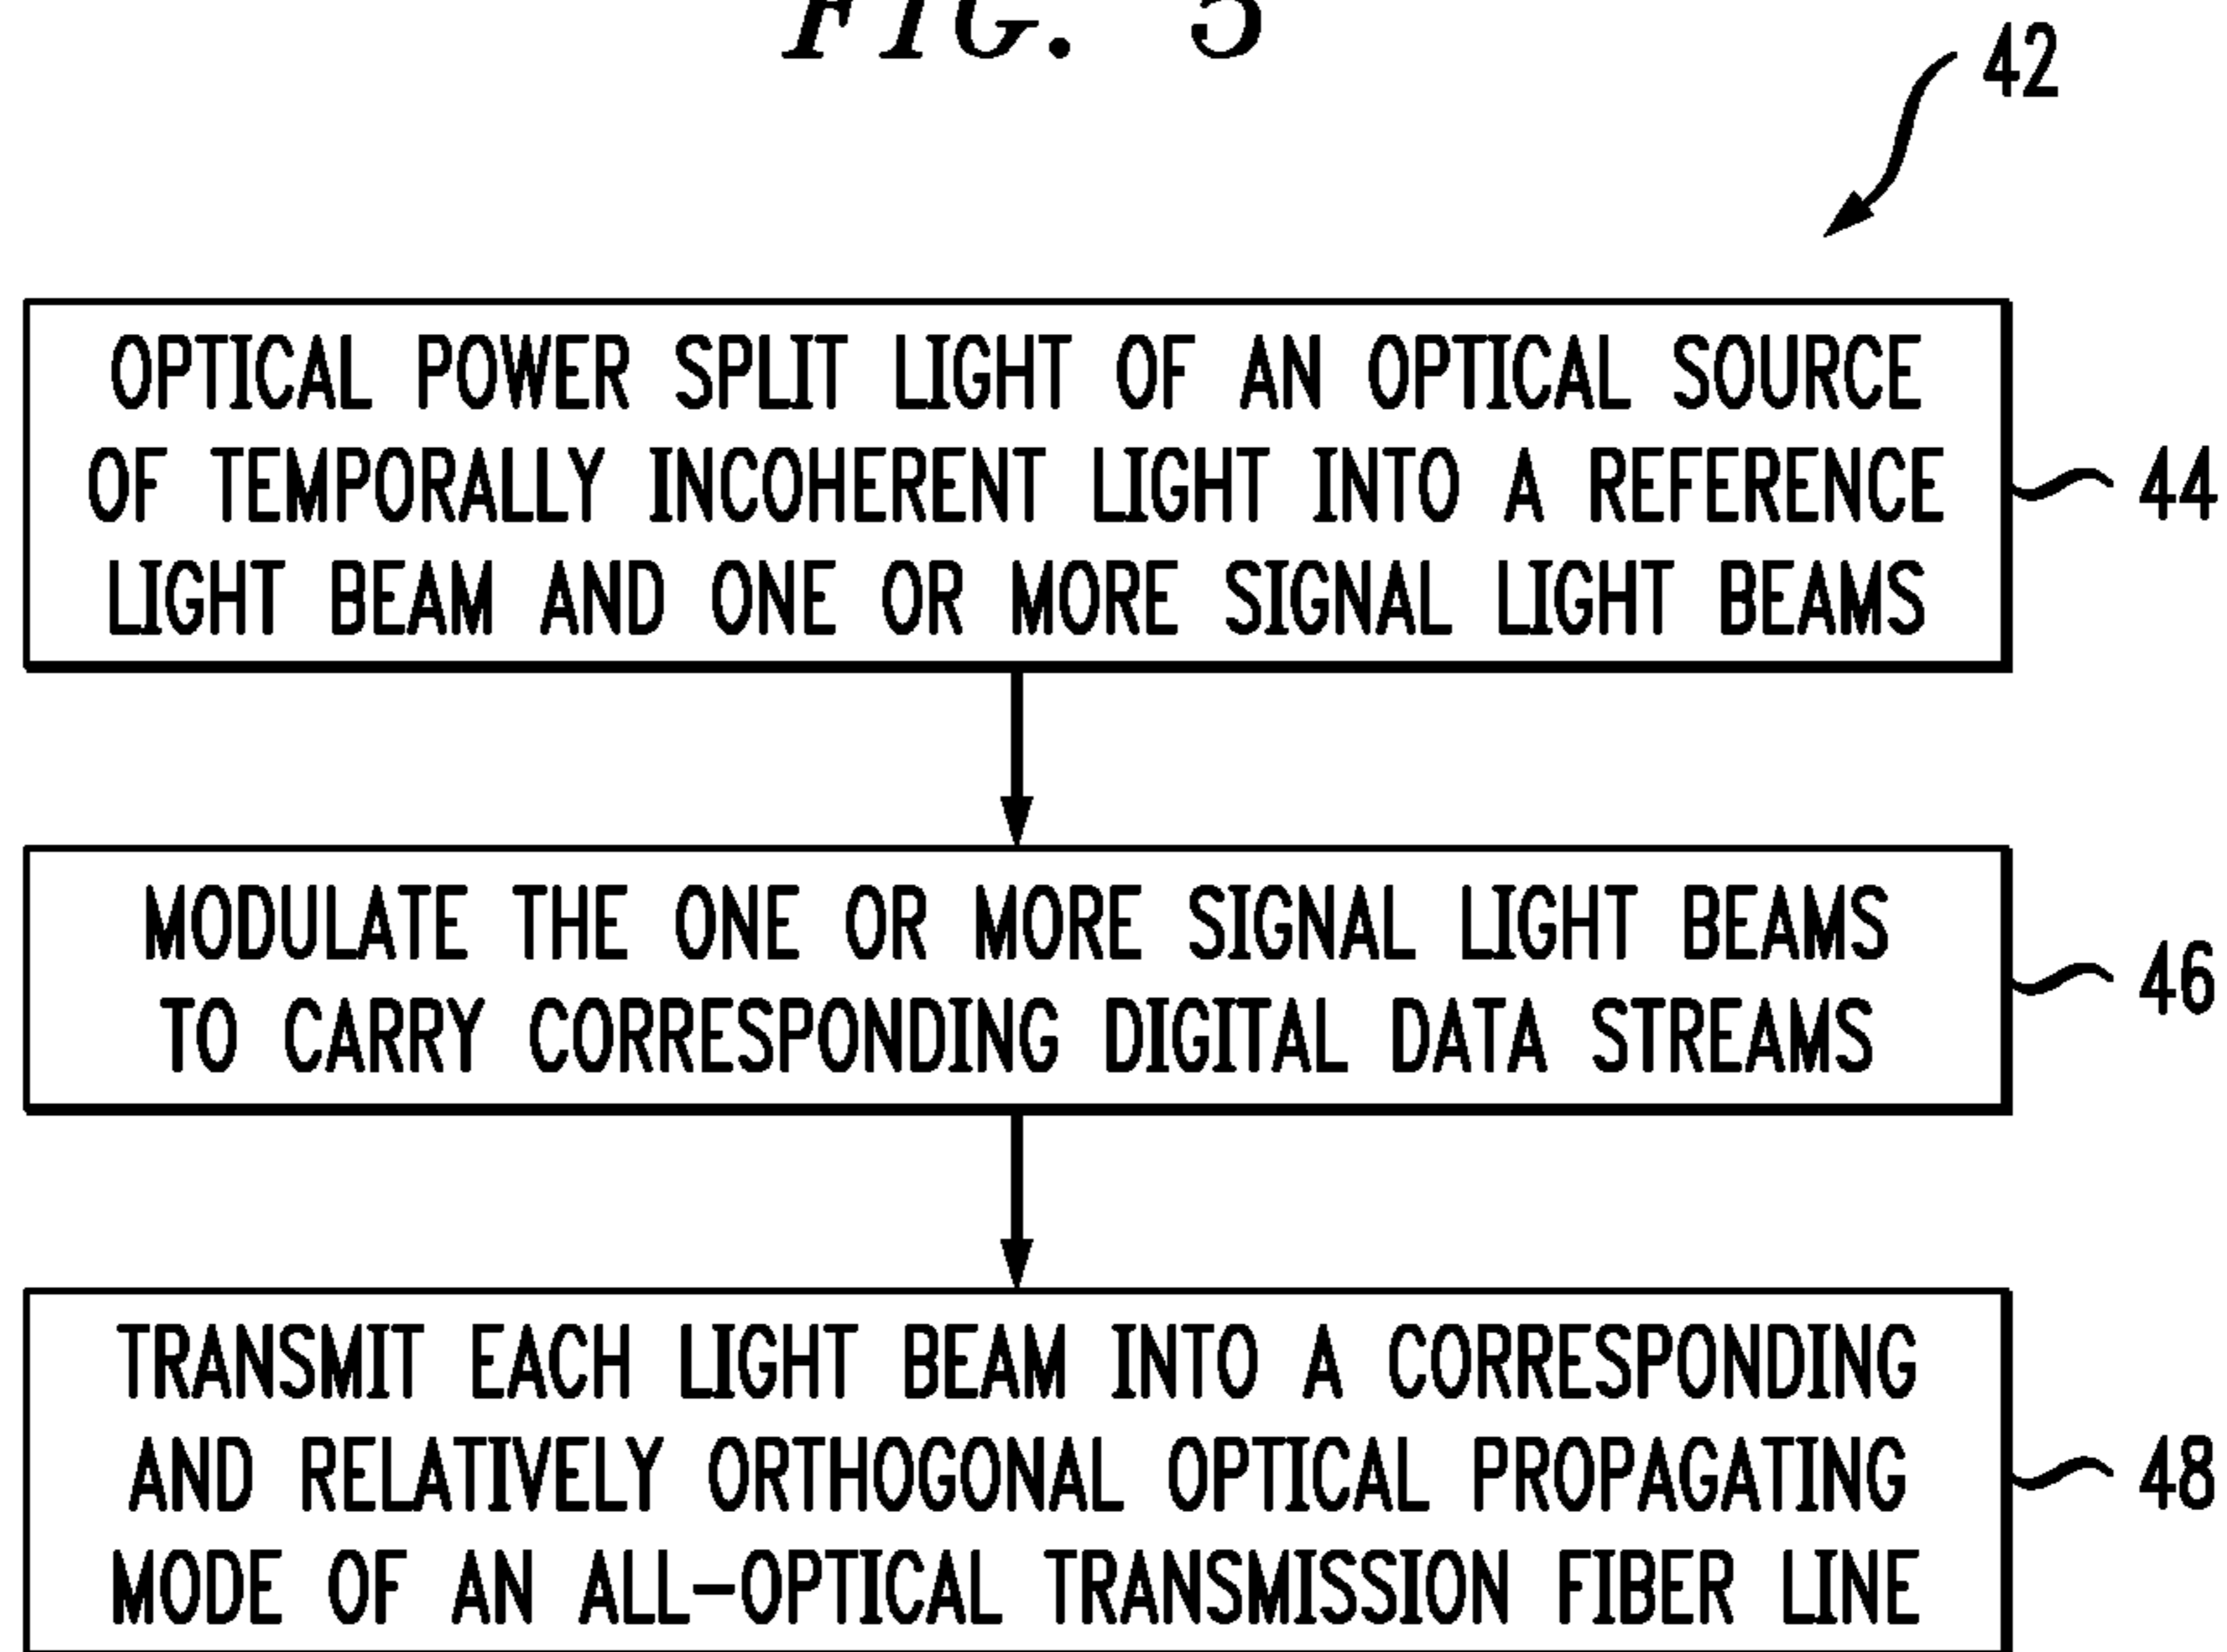 FIG. 5
42
OPTICAL POWER SPLIT LIGHT OF AN OPTICAL SOURCE
OF TEMPORALLY INCOHERENT LIGHT INTO A REFERENCE
LIGHT BEAM AND ONE OR MORE SIGNAL LIGHT BEAMS
44
MODULATE THE ONE OR MORE SIGNAL LIGHT BEAMS
TO CARRY CORRESPONDING DIGITAL DATA STREAMS
46
TRANSMIT EACH LIGHT BEAM INTO A CORRESPONDING
AND RELATIVELY ORTHOGONAL OPTICAL PROPAGATING
MODE OF AN ALL-OPTICAL TRANSMISSION FIBER LINE
48